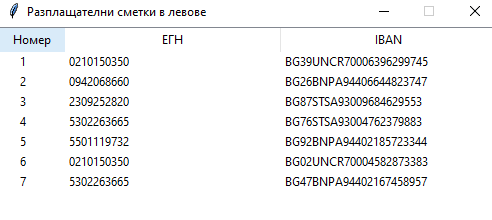 Разплащателни сметки в левове
Номер ЕГН IBAN
1 0210150350 BG39UNCR70006396299745
2 0942068660 BG26BNPA94406644823747
3 2309252820 BG87STSA93009684629553
4 5302263665 BG76STSA93004762379883
5 5501119732 BG92BNPA94402185723344
6 0210150350 BG02UNCR70004582873383
7 5302263665 BG47BNPA94402167458957